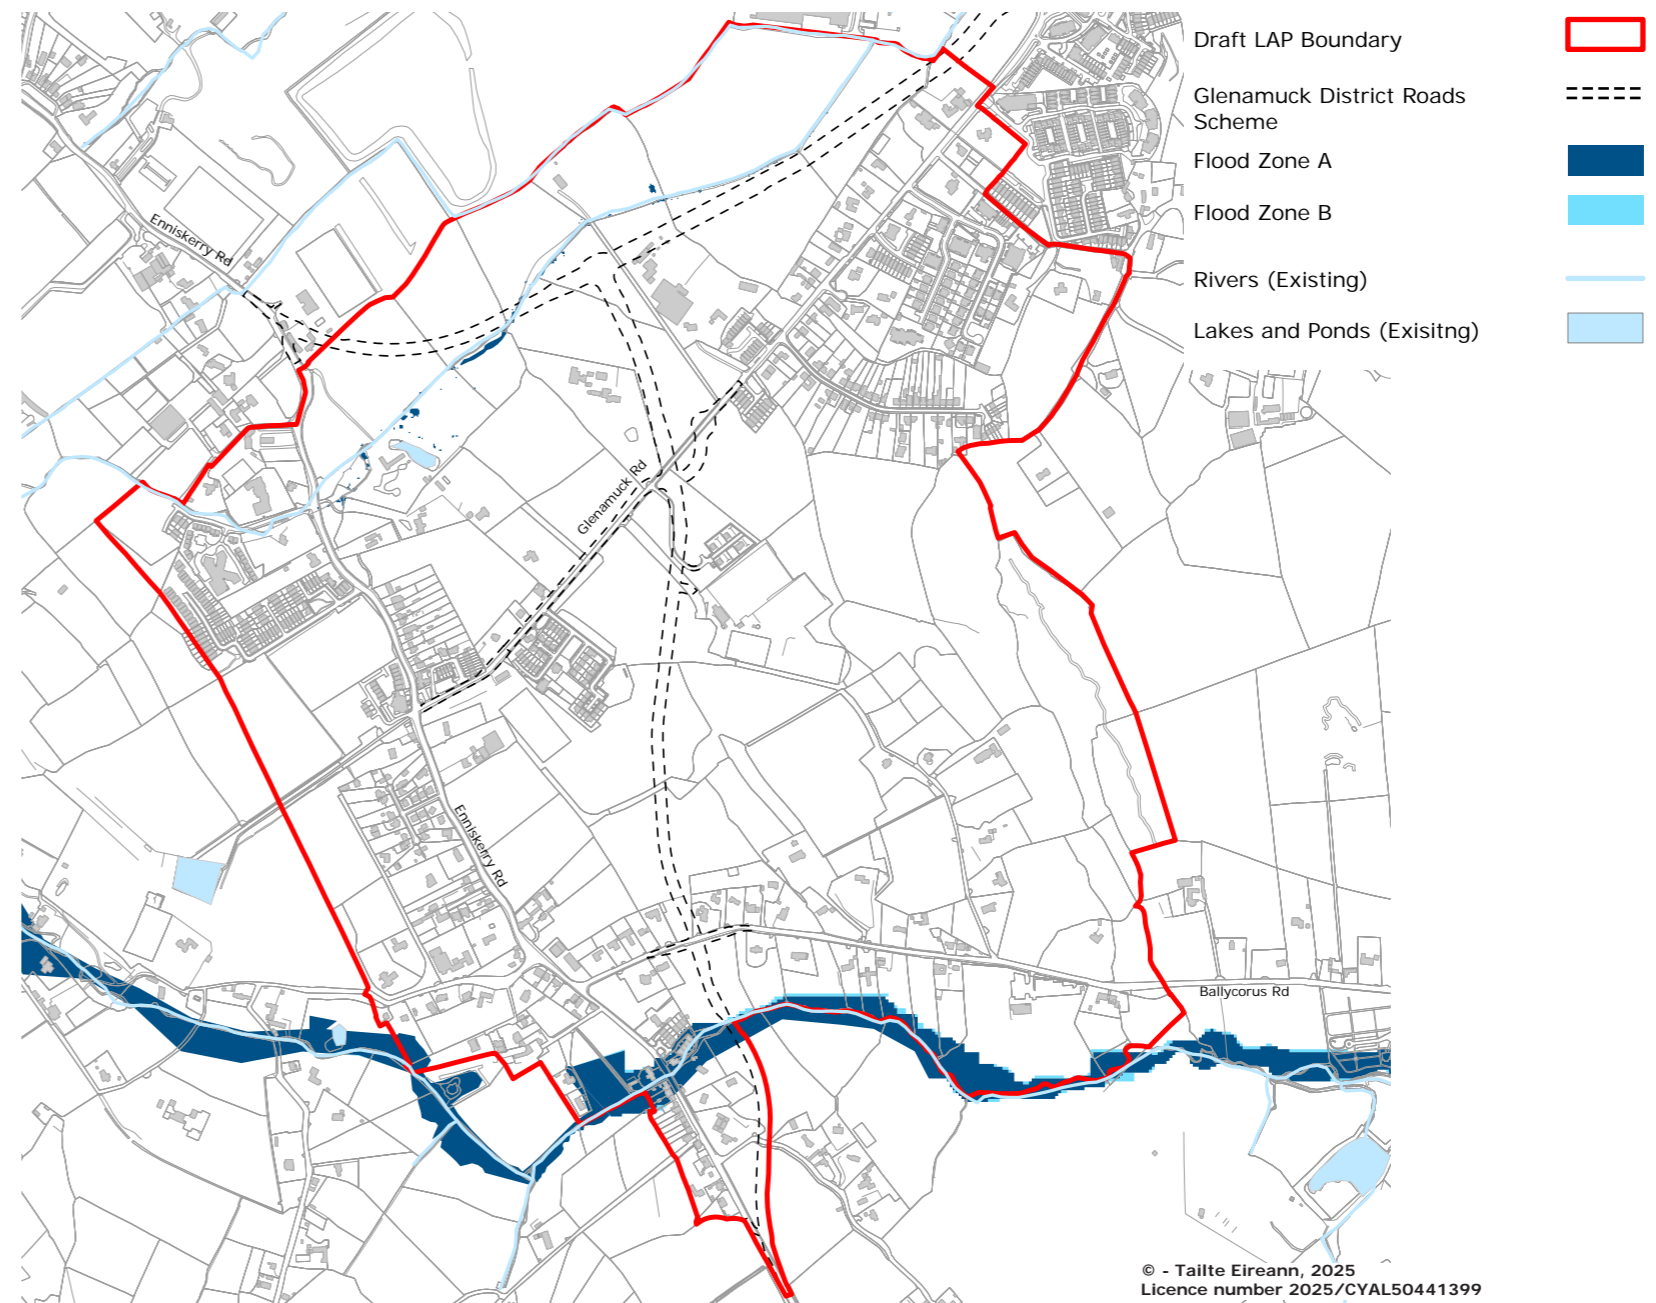 Draft LAP Boundary
Glenamuck District Roads
Scheme
Flood Zone A
Flood Zone B
Rivers (Existing)
Lakes and Ponds (Exisitng)
Enniskerry Rd
Glenamuck Rd
Enniskerry Rd
Ballycorus Rd
© - Tailte Eireann, 2025
Licence number 2025/CYAL50441399